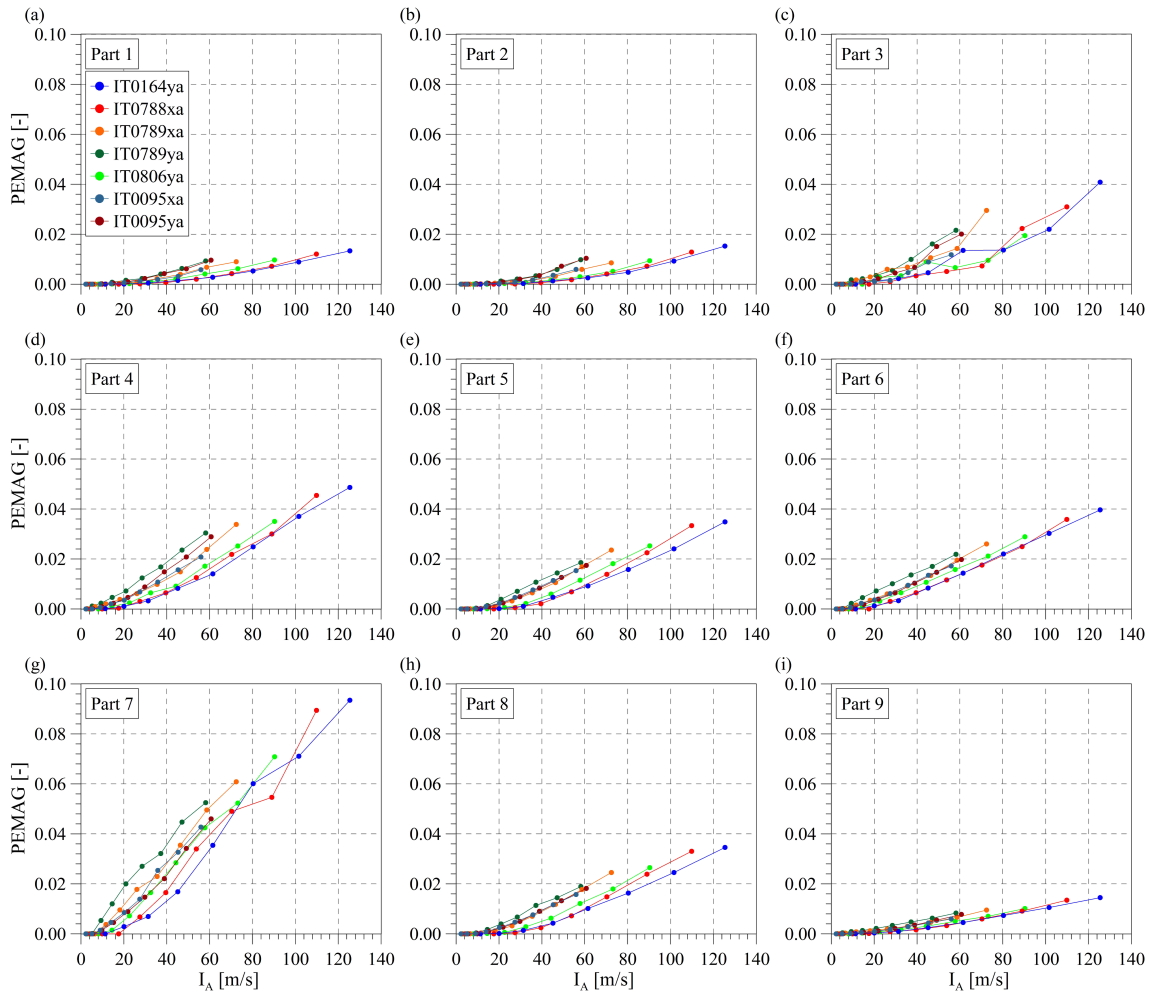 (a)
(b)
(c)
PEMAG [-]
0.10
0.08
0.06
0.04
0.02
0.00
Part 1
IT0164ya
IT0788xa
IT0789xa
IT0789ya
IT0806ya
IT0095xa
IT0095ya
0 20 40 60 80 100 120 140
0.10
0.08
0.06
0.04
0.02
0.00
Part 2
0 20 40 60 80 100 120 140
0.10
0.08
0.06
0.04
0.02
0.00
Part 3
0 20 40 60 80 100 120 140
(d)
(e)
(f)
PEMAG [-]
0.10
0.08
0.06
0.04
0.02
0.00
Part 4
0 20 40 60 80 100 120 140
0.10
0.08
0.06
0.04
0.02
0.00
Part 5
0 20 40 60 80 100 120 140
0.10
0.08
0.06
0.04
0.02
0.00
Part 6
0 20 40 60 80 100 120 140
(g)
(h)
(i)
PEMAG [-]
0.10
0.08
0.06
0.04
0.02
0.00
Part 7
0 20 40 60 80 100 120 140
I_A [m/s]
0.10
0.08
0.06
0.04
0.02
0.00
Part 8
0 20 40 60 80 100 120 140
I_A [m/s]
0.10
0.08
0.06
0.04
0.02
0.00
Part 9
0 20 40 60 80 100 120 140
I_A [m/s]